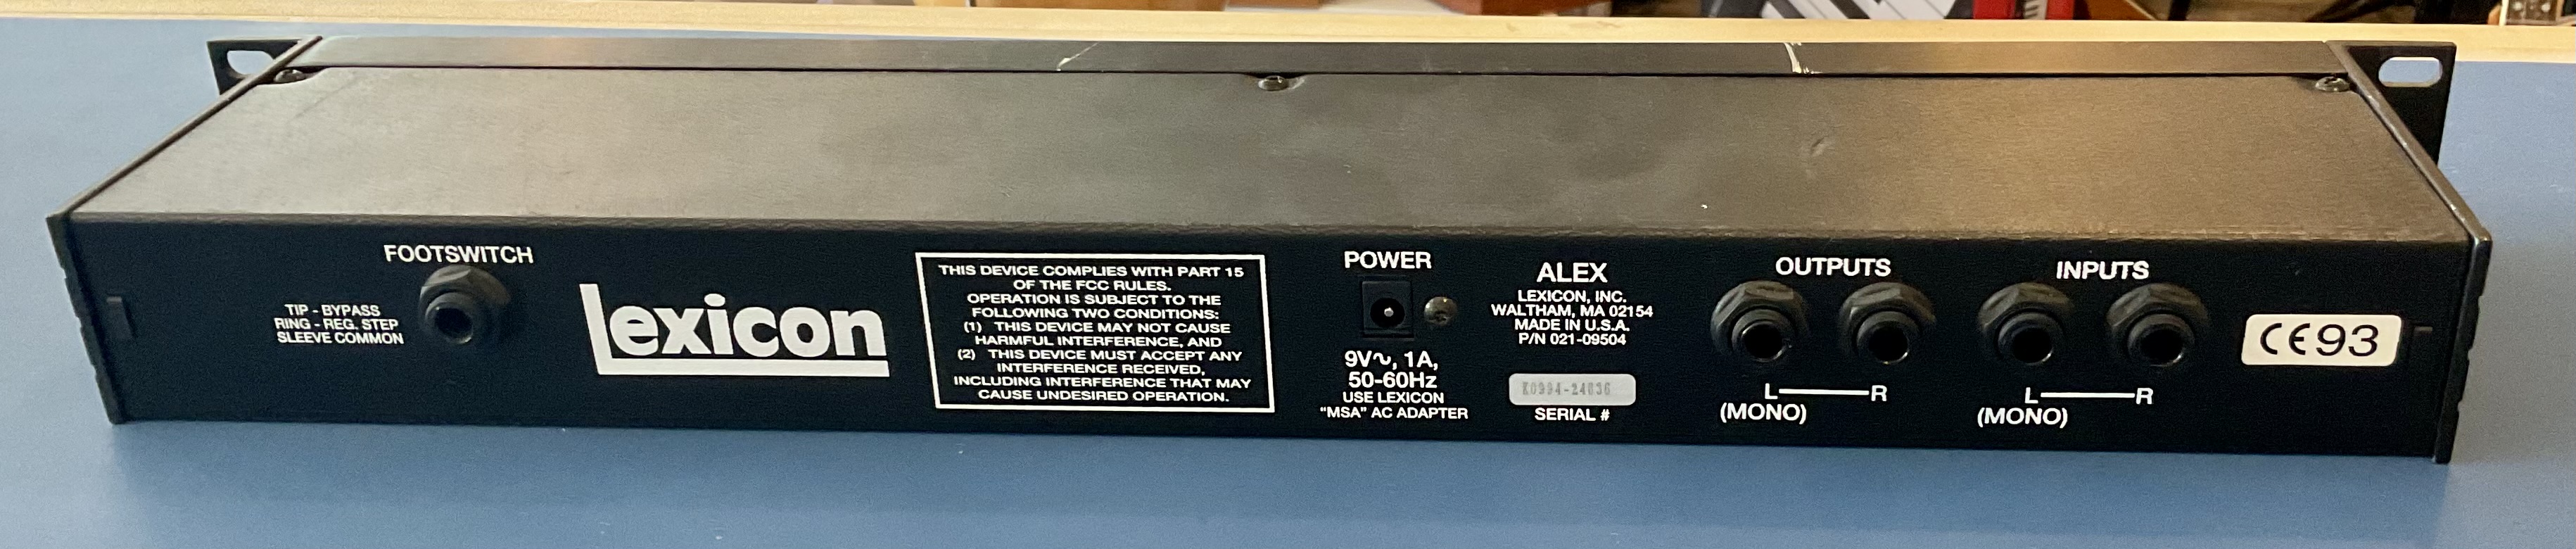 FOOTSWITCH
TIP - BYPASS
RING - REG. STEP
SLEEVE COMMON
lexicon
THIS DEVICE COMPLIES WITH PART 15
OF THE FCC RULES.
OPERATION IS SUBJECT TO THE
FOLLOWING TWO CONDITIONS:
(1) THIS DEVICE MAY NOT CAUSE
HARMFUL INTERFERENCE, AND
(2) THIS DEVICE MUST ACCEPT ANY
INTERFERENCE RECEIVED,
INCLUDING INTERFERENCE THAT MAY
CAUSE UNDESIRED OPERATION.
POWER
9V∿, 1A,
50-60Hz
USE LEXICON
"MSA" AC ADAPTER
ALEX
LEXICON, INC.
WALTHAM, MA 02154
MADE IN U.S.A.
P/N 021-09504
SERIAL #
OUTPUTS
L R
(MONO)
INPUTS
L R
(MONO)
CE93